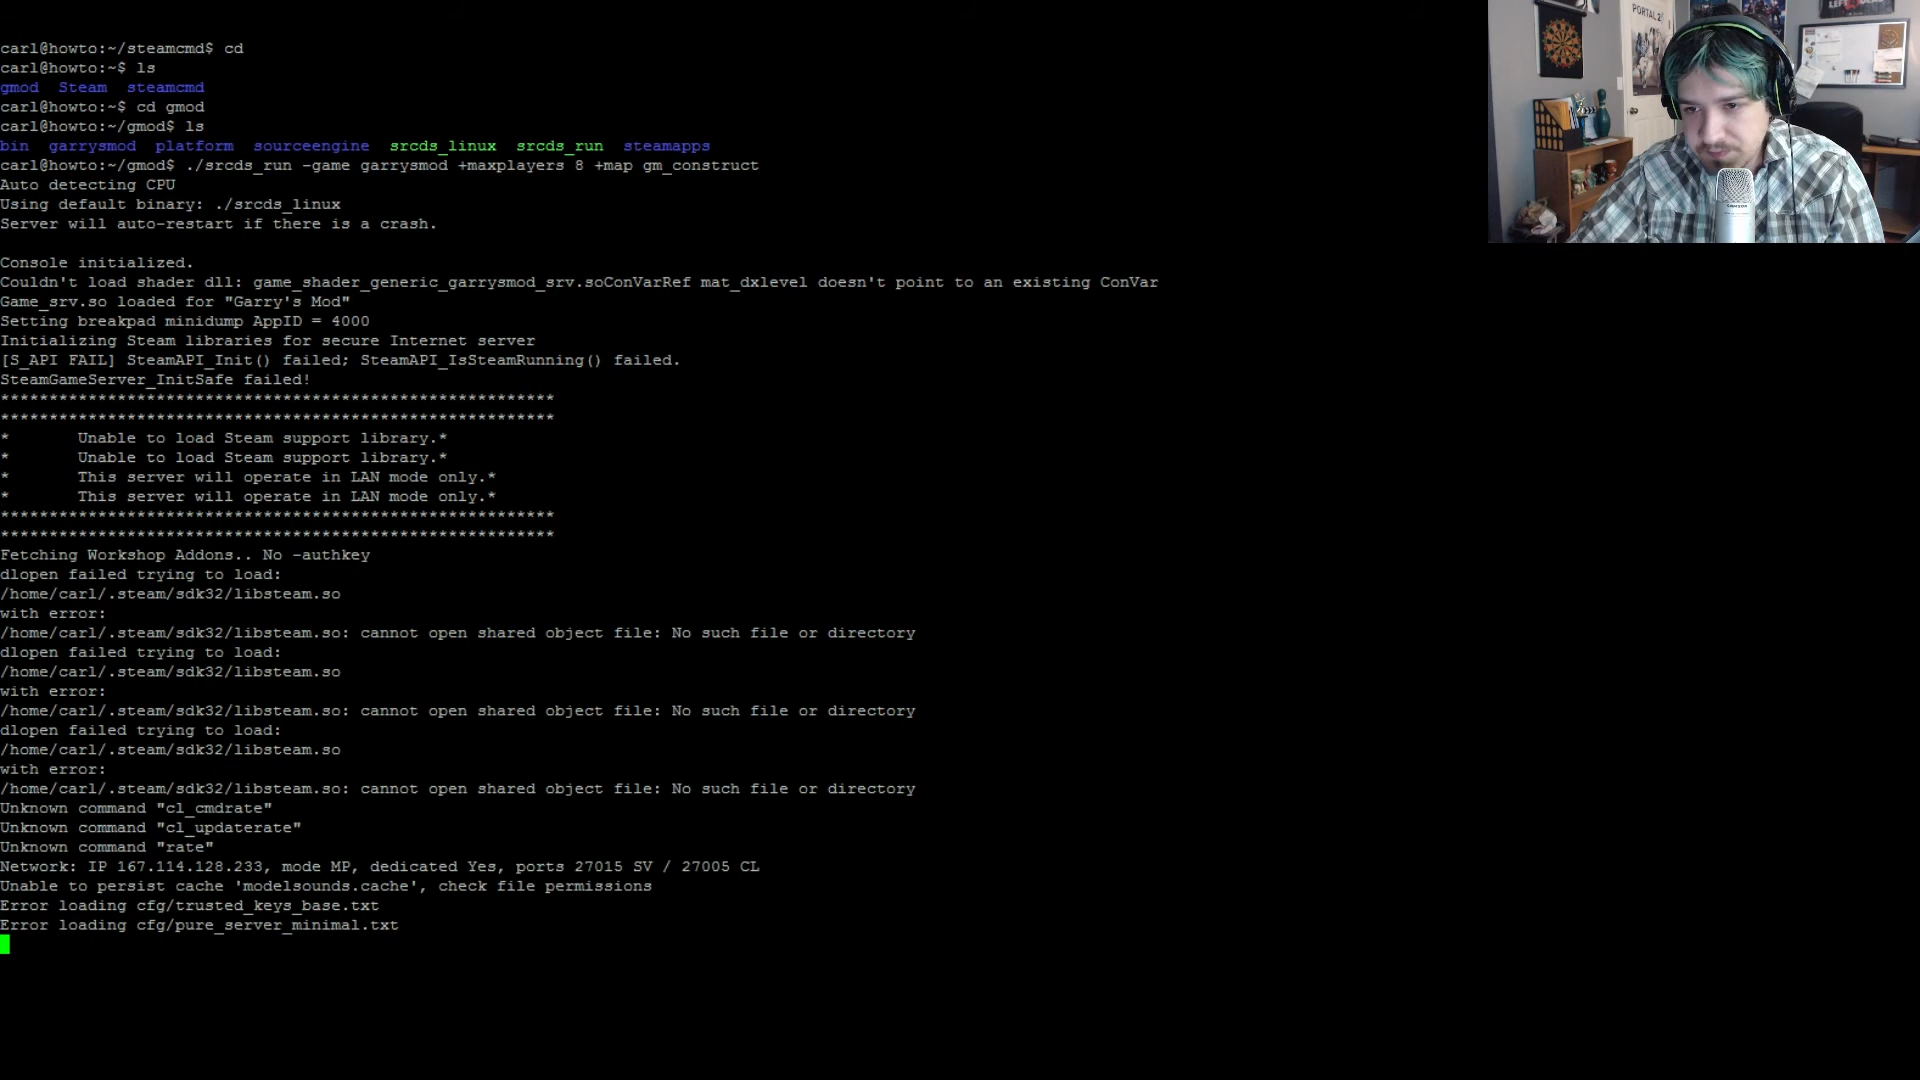 carl@howto:~/steamcmd$ cd
carl@howto:~$ ls
gmod  Steam  steamcmd
carl@howto:~$ cd gmod
carl@howto:~/gmod$ ls
bin  garrysmod  platform  sourceengine  srcds_linux  srcds_run  steamapps
carl@howto:~/gmod$ ./srcds_run -game garrysmod +maxplayers 8 +map gm_construct
Auto detecting CPU
Using default binary: ./srcds_linux
Server will auto-restart if there is a crash.
Console initialized.
Couldn't load shader dll: game_shader_generic_garrysmod_srv.soConVarRef mat_dxlevel doesn't point to an existing ConVar
Game_srv.so loaded for "Garry's Mod"
Setting breakpad minidump AppID = 4000
Initializing Steam libraries for secure Internet server
[S_API FAIL] SteamAPI_Init() failed; SteamAPI_IsSteamRunning() failed.
SteamGameServer_InitSafe failed!
*********************************************************
*********************************************************
*       Unable to load Steam support library.*
*       Unable to load Steam support library.*
*       This server will operate in LAN mode only.*
*       This server will operate in LAN mode only.*
*********************************************************
*********************************************************
Fetching Workshop Addons.. No -authkey
dlopen failed trying to load:
/home/carl/.steam/sdk32/libsteam.so
with error:
/home/carl/.steam/sdk32/libsteam.so: cannot open shared object file: No such file or directory
dlopen failed trying to load:
/home/carl/.steam/sdk32/libsteam.so
with error:
/home/carl/.steam/sdk32/libsteam.so: cannot open shared object file: No such file or directory
dlopen failed trying to load:
/home/carl/.steam/sdk32/libsteam.so
with error:
/home/carl/.steam/sdk32/libsteam.so: cannot open shared object file: No such file or directory
Unknown command "cl_cmdrate"
Unknown command "cl_updaterate"
Unknown command "rate"
Network: IP 167.114.128.233, mode MP, dedicated Yes, ports 27015 SV / 27005 CL
Unable to persist cache 'modelsounds.cache', check file permissions
Error loading cfg/trusted_keys_base.txt
Error loading cfg/pure_server_minimal.txt
PORTAL 2
SAMSON